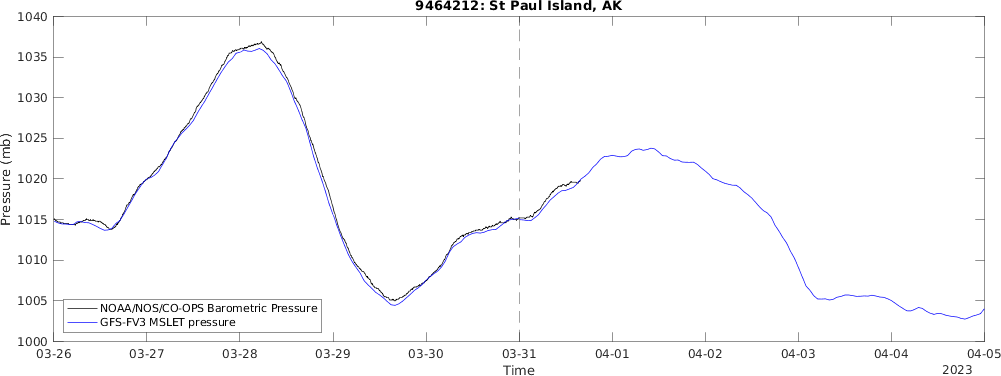 9464212: St Paul Island, AK
Pressure (mb)
1040
1035
1030
1025
1020
1015
1010
1005
1000
NOAA/NOS/CO-OPS Barometric Pressure
GFS-FV3 MSLET pressure
03-26 03-27 03-28 03-29 03-30 03-31 04-01 04-02 04-03 04-04 04-05
Time
2023